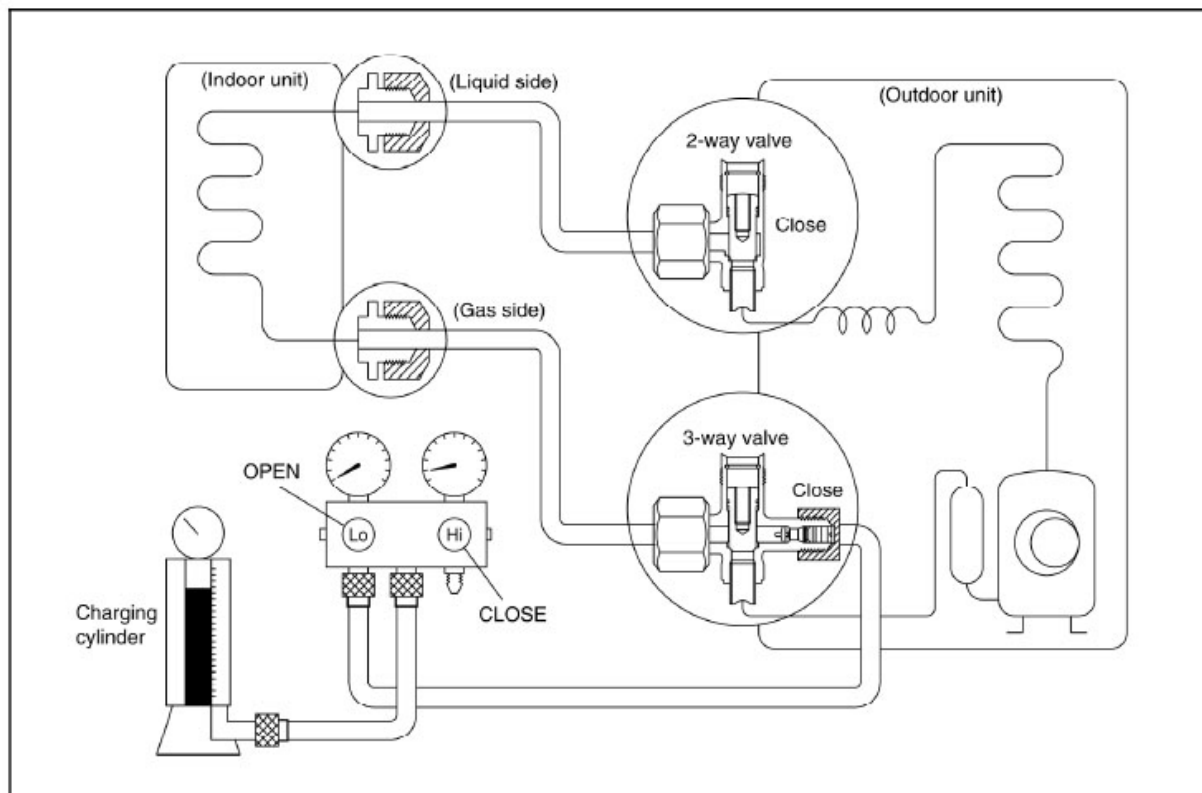 (Indoor unit)
(Liquid side)
(Outdoor unit)
2-way valve
Close
(Gas side)
3-way valve
Close
OPEN
Lo
Hi
CLOSE
Charging
cylinder